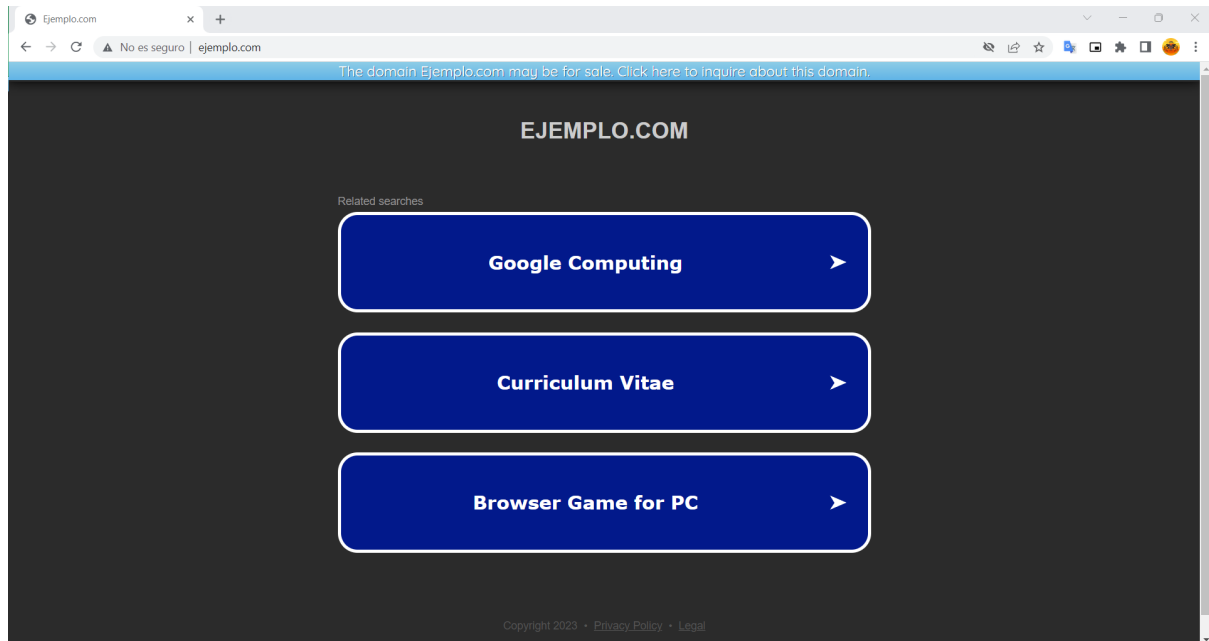 Ejemplo.com
No es seguro | ejemplo.com
The domain Ejemplo.com may be for sale. Click here to inquire about this domain.
EJEMPLO.COM
Related searches
Google Computing
Curriculum Vitae
Browser Game for PC
Copyright 2023 • Privacy Policy • Legal